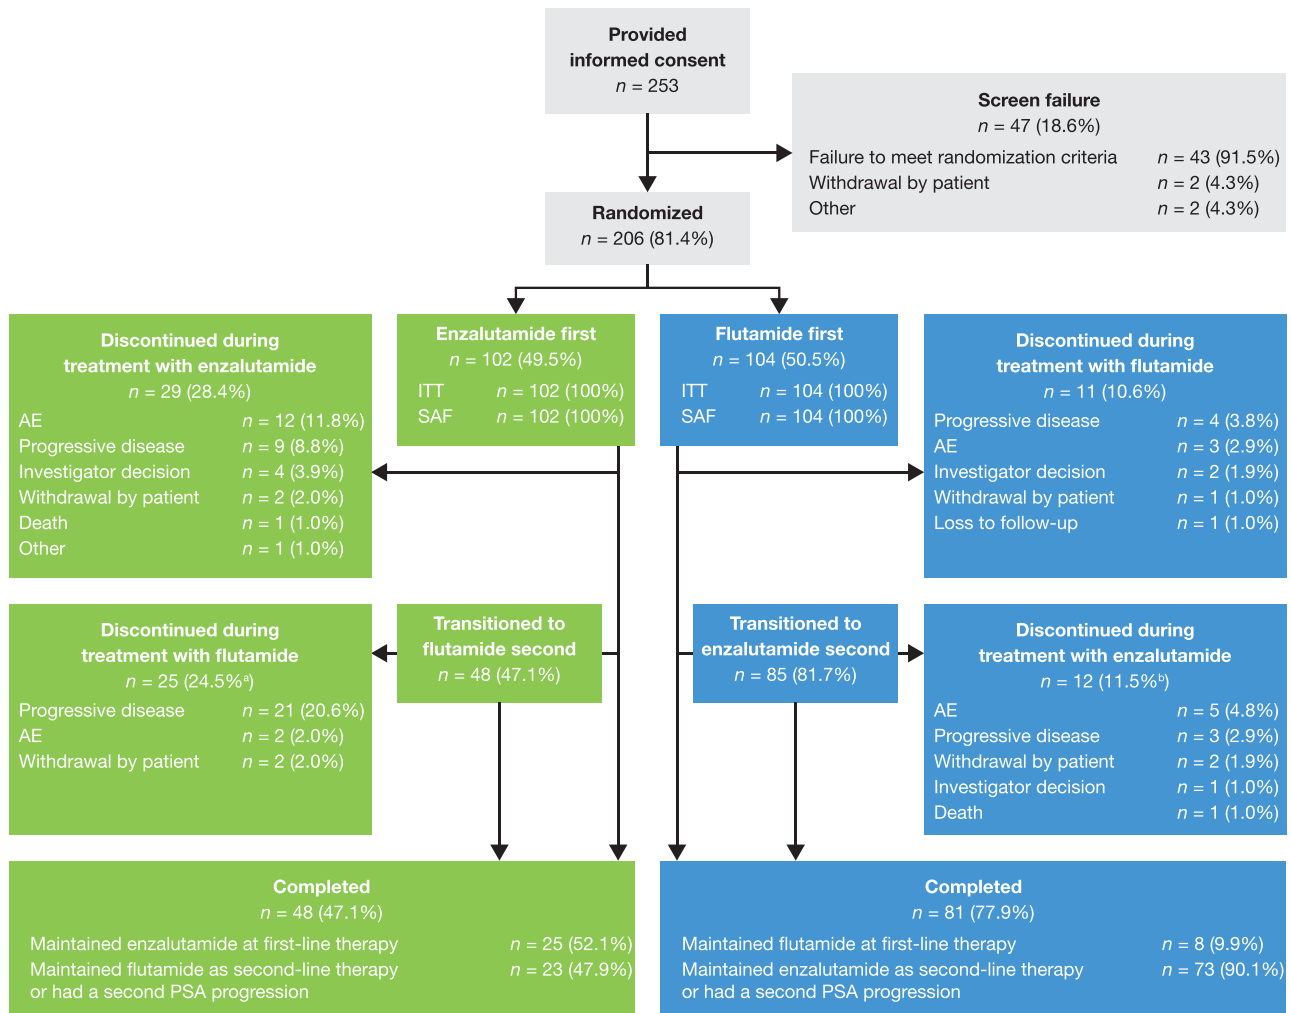 Provided
informed consent
n = 253
Screen failure
n = 47 (18.6%)
Failure to meet randomization criteria n = 43 (91.5%)
Withdrawal by patient n = 2 (4.3%)
Other n = 2 (4.3%)
Randomized
n = 206 (81.4%)
Discontinued during
treatment with enzalutamide
n = 29 (28.4%)
AE n = 12 (11.8%)
Progressive disease n = 9 (8.8%)
Investigator decision n = 4 (3.9%)
Withdrawal by patient n = 2 (2.0%)
Death n = 1 (1.0%)
Other n = 1 (1.0%)
Enzalutamide first
n = 102 (49.5%)
ITT n = 102 (100%)
SAF n = 102 (100%)
Flutamide first
n = 104 (50.5%)
ITT n = 104 (100%)
SAF n = 104 (100%)
Discontinued during
treatment with flutamide
n = 11 (10.6%)
Progressive disease n = 4 (3.8%)
AE n = 3 (2.9%)
Investigator decision n = 2 (1.9%)
Withdrawal by patient n = 1 (1.0%)
Loss to follow-up n = 1 (1.0%)
Discontinued during
treatment with flutamide
n = 25 (24.5%ᵃ)
Progressive disease n = 21 (20.6%)
AE n = 2 (2.0%)
Withdrawal by patient n = 2 (2.0%)
Transitioned to
flutamide second
n = 48 (47.1%)
Transitioned to
enzalutamide second
n = 85 (81.7%)
Discontinued during
treatment with enzalutamide
n = 12 (11.5%ᵇ)
AE n = 5 (4.8%)
Progressive disease n = 3 (2.9%)
Withdrawal by patient n = 2 (1.9%)
Investigator decision n = 1 (1.0%)
Death n = 1 (1.0%)
Completed
n = 48 (47.1%)
Maintained enzalutamide at first-line therapy n = 25 (52.1%)
Maintained flutamide as second-line therapy n = 23 (47.9%)
or had a second PSA progression
Completed
n = 81 (77.9%)
Maintained flutamide at first-line therapy n = 8 (9.9%)
Maintained enzalutamide as second-line therapy n = 73 (90.1%)
or had a second PSA progression